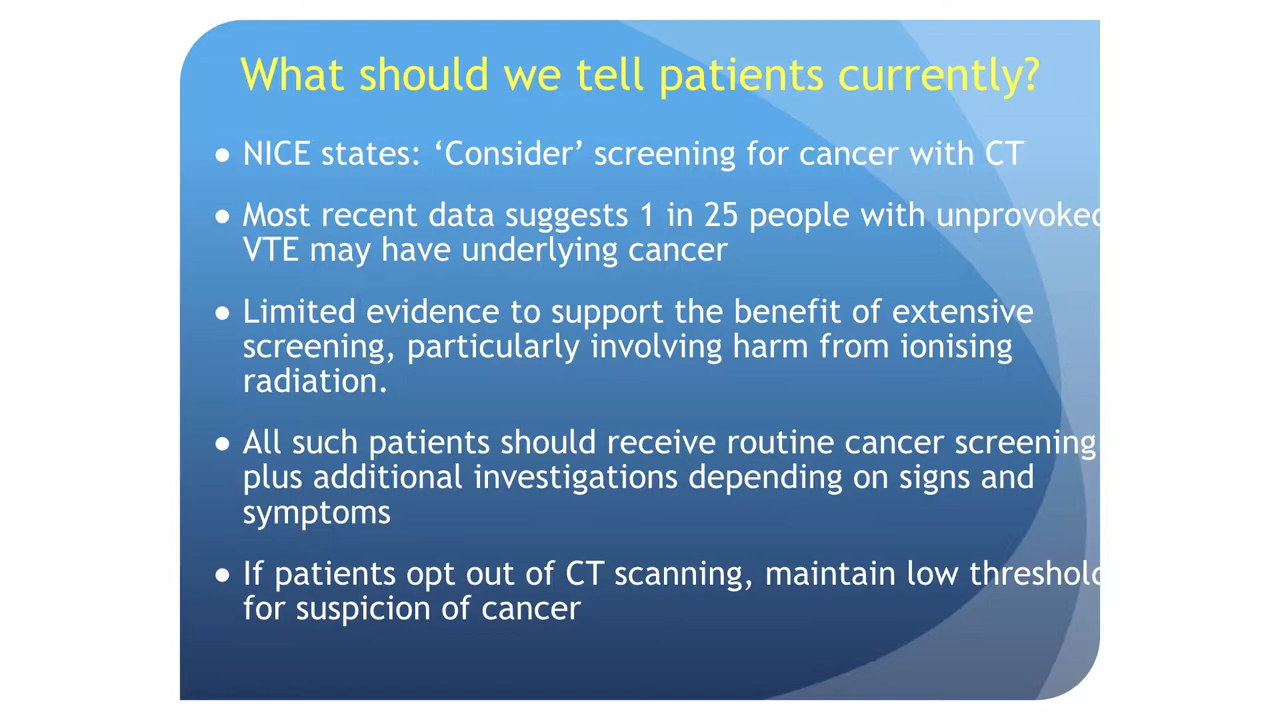 What should we tell patients currently?
● NICE states: ‘Consider’ screening for cancer with CT
● Most recent data suggests 1 in 25 people with unprovoked
VTE may have underlying cancer
● Limited evidence to support the benefit of extensive
screening, particularly involving harm from ionising
radiation.
● All such patients should receive routine cancer screening
plus additional investigations depending on signs and
symptoms
● If patients opt out of CT scanning, maintain low threshold
for suspicion of cancer